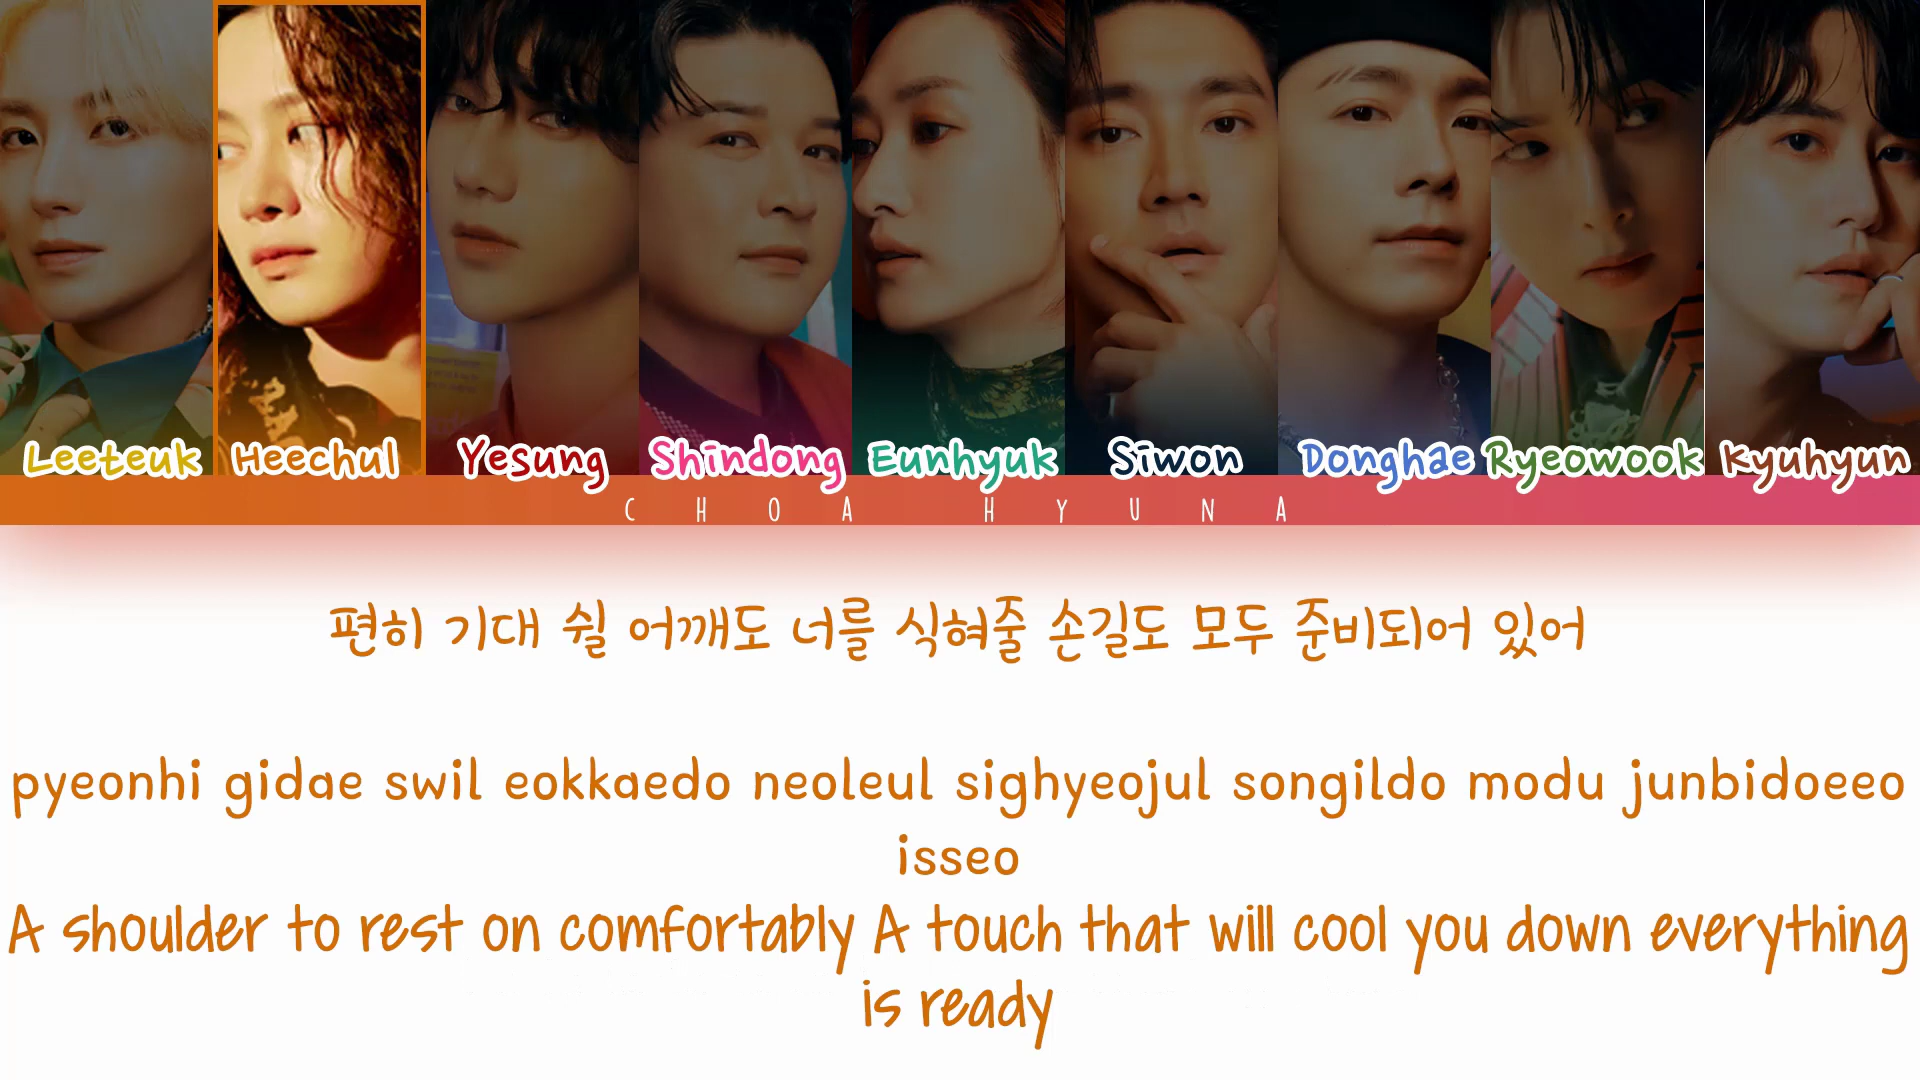 Leeteuk Heechul Yesung Shindong Eunhyuk Siwon Donghae Ryeowook Kyuhyun
CHOA HYUNA
편히 기대 쉴 어깨도 너를 식혀줄 손길도 모두 준비되어 있어
pyeonhi gidae swil eokkaedo neoleul sighyeojul songildo modu junbidoeeo
isseo
A shoulder to rest on comfortably A touch that will cool you down everything
is ready